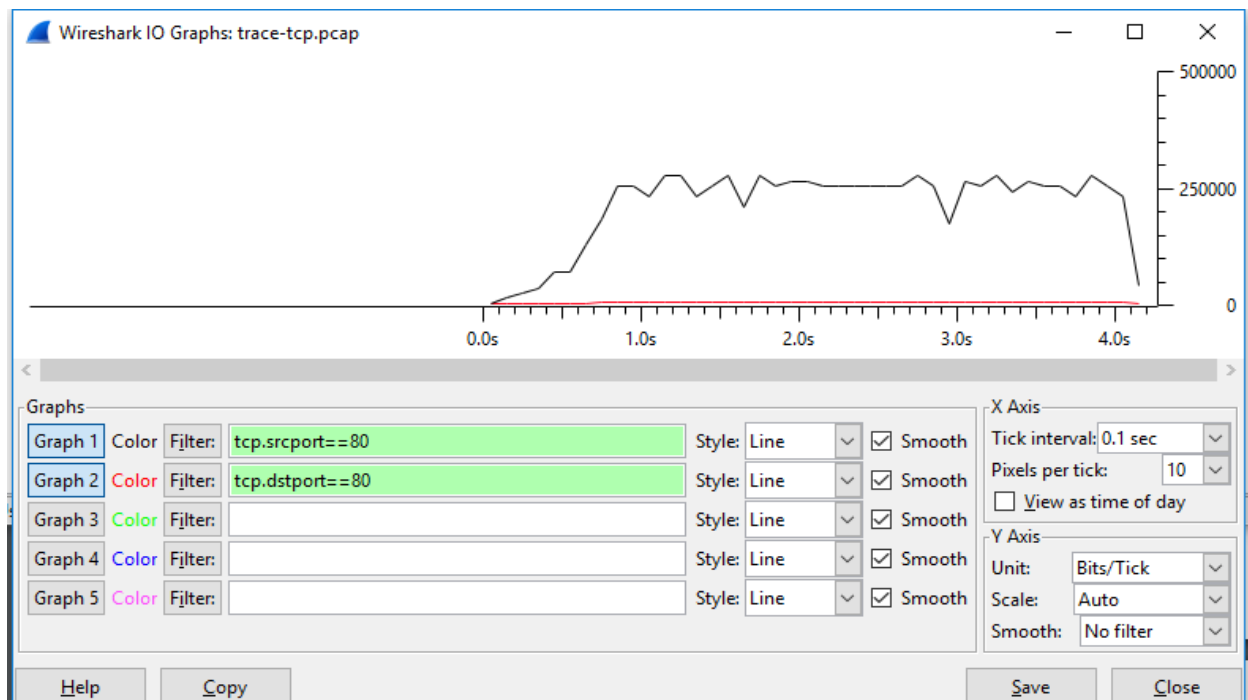 Wireshark IO Graphs: trace-tcp.pcap
500000
250000
0
0.0s 1.0s 2.0s 3.0s 4.0s
Graphs
Graph 1 Color Filter: tcp.srcport==80 Style: Line Smooth
Graph 2 Color Filter: tcp.dstport==80 Style: Line Smooth
Graph 3 Color Filter: Style: Line Smooth
Graph 4 Color Filter: Style: Line Smooth
Graph 5 Color Filter: Style: Line Smooth
X Axis
Tick interval: 0.1 sec
Pixels per tick: 10
View as time of day
Y Axis
Unit: Bits/Tick
Scale: Auto
Smooth: No filter
Help Copy Save Close